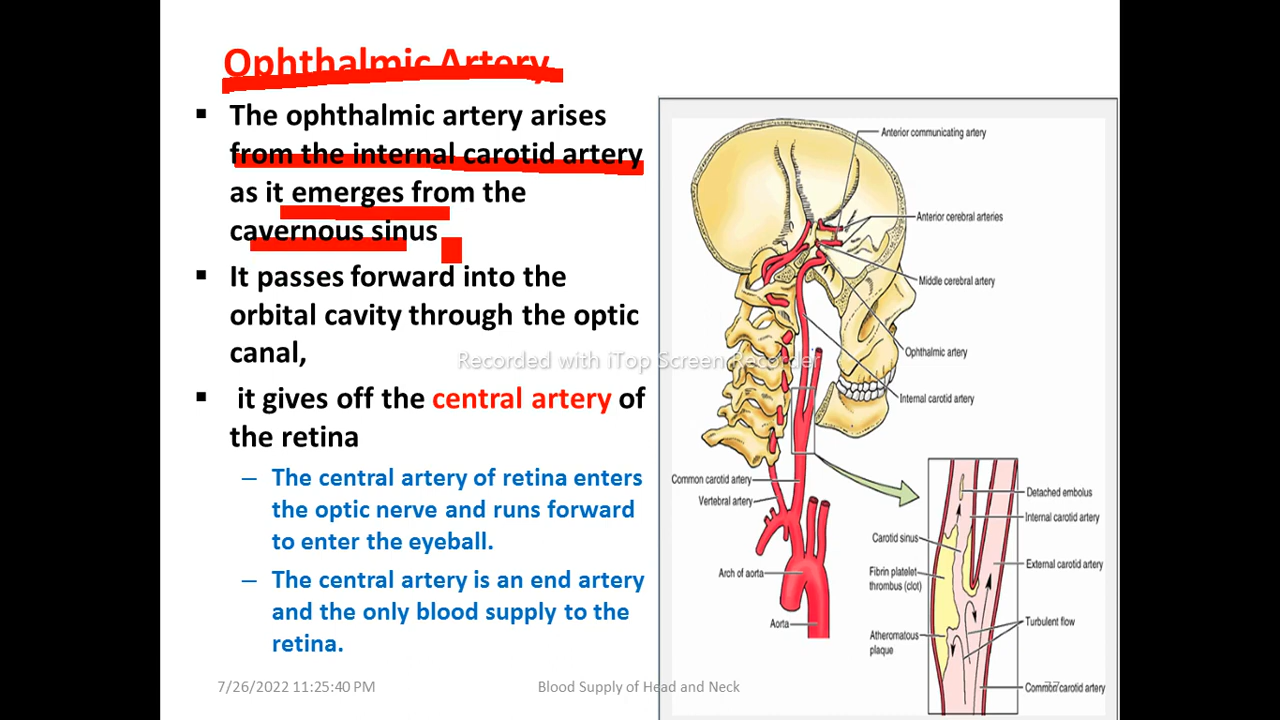 Ophthalmic Artery
▪ The ophthalmic artery arises
from the internal carotid artery
as it emerges from the
cavernous sinus
▪ It passes forward into the
orbital cavity through the optic
canal,
▪ it gives off the central artery of
the retina
– The central artery of retina enters
the optic nerve and runs forward
to enter the eyeball.
– The central artery is an end artery
and the only blood supply to the
retina.
Recorded with iTop Screen Recorder
Anterior communicating artery
Anterior cerebral arteries
Middle cerebral artery
Ophthalmic artery
Internal carotid artery
Common carotid artery
Vertebral artery
Arch of aorta
Aorta
Detached embolus
Internal carotid artery
Carotid sinus
External carotid artery
Fibrin platelet
thrombus (clot)
Turbulent flow
Atheromatous
plaque
Common carotid artery
7/26/2022 11:25:40 PM
Blood Supply of Head and Neck
77